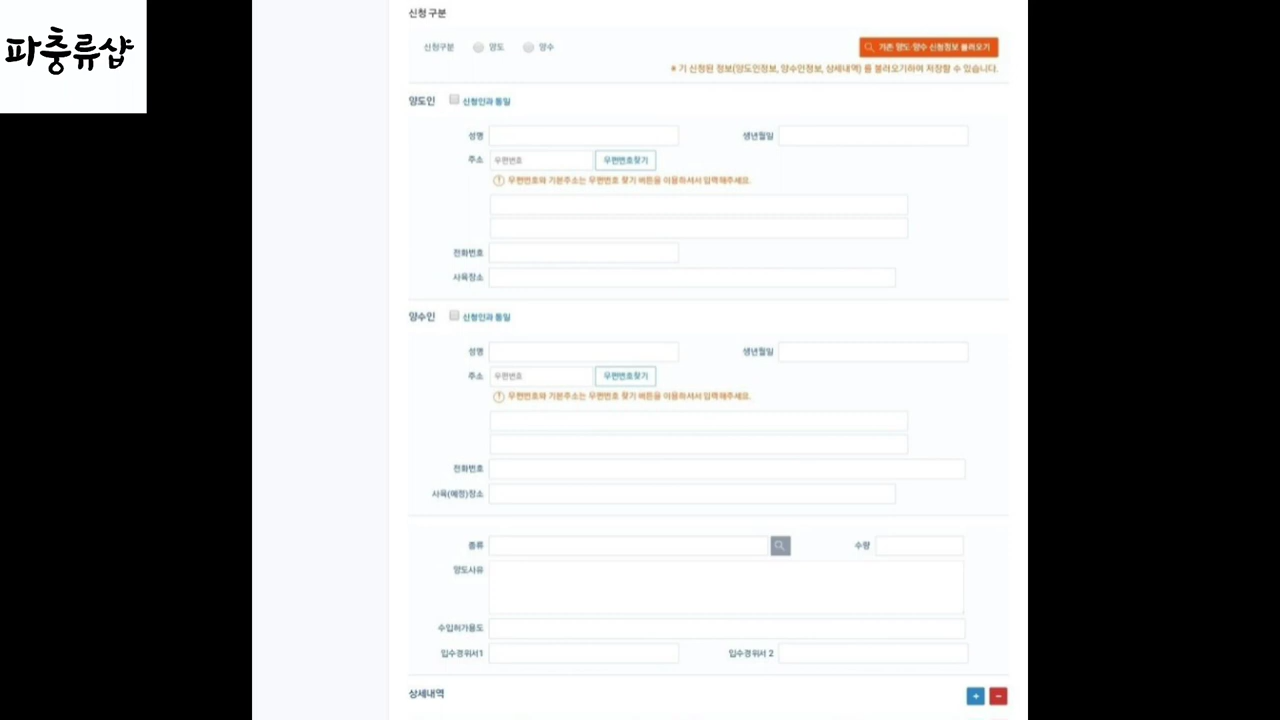 파충류샵
신청 구분
신청구분 양도 양수 기존 양도·양수 신청정보 불러오기
※ 기 신청된 정보(양도인정보, 양수인정보, 상세내역) 를 불러오기하여 저장할 수 있습니다.
양도인 신청인과 동일
성명 생년월일
주소 우편번호 우편번호찾기
우편번호와 기본주소는 우편번호 찾기 버튼을 이용하셔서 입력해주세요.
전화번호
사육장소
양수인 신청인과 동일
성명 생년월일
주소 우편번호 우편번호찾기
우편번호와 기본주소는 우편번호 찾기 버튼을 이용하셔서 입력해주세요.
전화번호
사육(예정)장소
종류 수량
양도사유
수입허가용도
입수경위서1 입수경위서 2
상세내역 + -